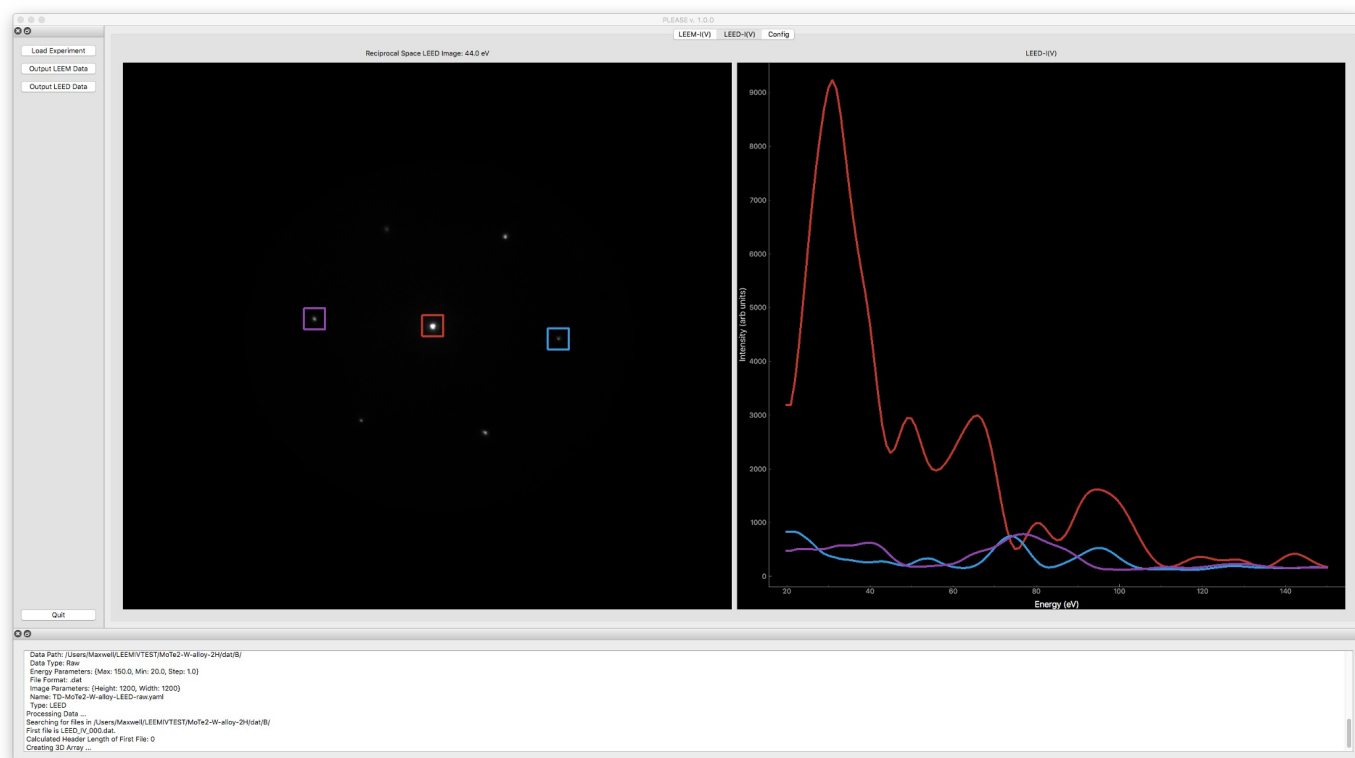 PLEASE v. 1.0.0
LEEM-I(V) LEED-I(V) Config
Load Experiment
Output LEEM Data
Output LEED Data
Quit
Reciprocal Space LEED Image: 44.0 eV
LEED-I(V)
Intensity (arb units)
9000
8000
7000
6000
5000
4000
3000
2000
1000
0
20 40 60 80 100 120 140
Energy (eV)
Data Path: /Users/Maxwell/LEEMIVTEST/MoTe2-W-alloy-2H/dat/B/
Data Type: Raw
Energy Parameters: {Max: 150.0, Min: 20.0, Step: 1.0}
File Format: .dat
Image Parameters: {Height: 1200, Width: 1200}
Name: TD-MoTe2-W-alloy-LEED-raw.yaml
Type: LEED
Processing Data ...
Searching for files in /Users/Maxwell/LEEMIVTEST/MoTe2-W-alloy-2H/dat/B/
First file is LEED_IV_000.dat.
Calculated Header Length of First File: 0
Creating 3D Array ...